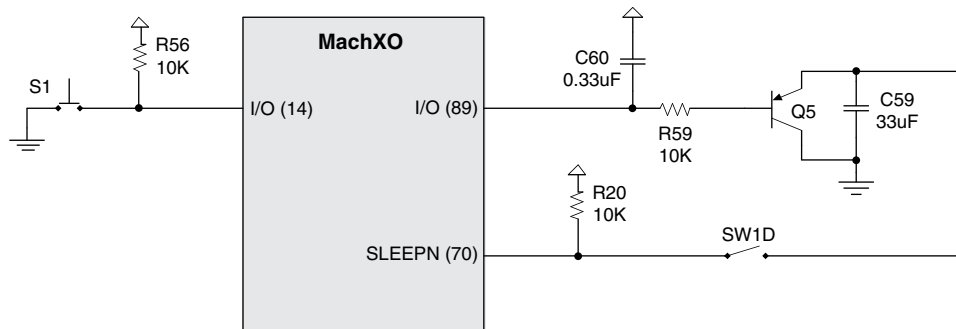 MachXO
R56
10K
S1
I/O (14)
I/O (89)
C60
0.33uF
R59
10K
Q5
C59
33uF
R20
10K
SLEEPN (70)
SW1D